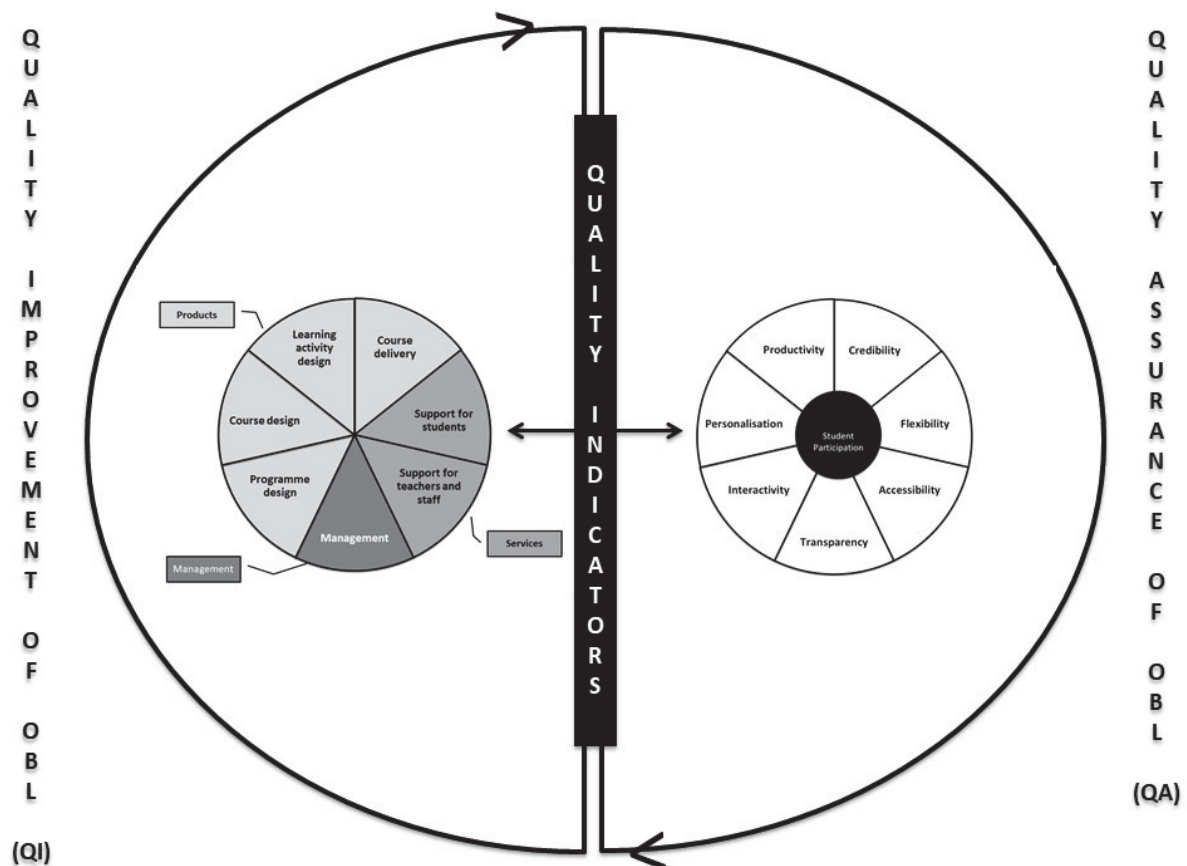 QUALITY IMPROVEMENT OF OBL
(QI)
Products
Learning
activity
design
Course
delivery
Course design
Support for
students
Programme
design
Support for
teachers and
staff
Management
Management
Services
QUALITY INDICATORS
Productivity
Credibility
Personalisation
Flexibility
Student
Participation
Interactivity
Accessibility
Transparency
QUALITY ASSURANCE OF OBL
(QA)